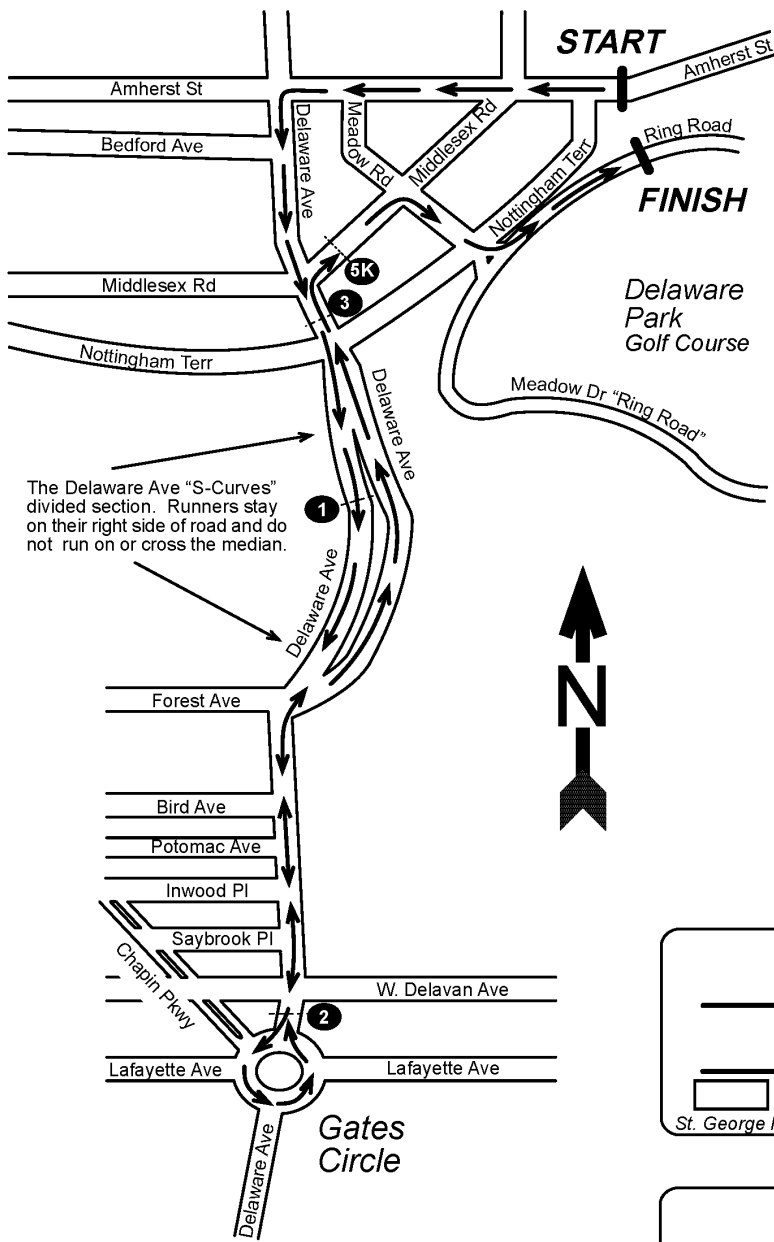 START
Amherst St
Amherst St
Ring Road
FINISH
Bedford Ave
Delaware Ave
Meadow Rd
Middlesex Rd
Nottingham Terr
5K
3
Middlesex Rd
Nottingham Terr
Delaware
Park
Golf Course
Meadow Dr “Ring Road”
Delaware Ave
The Delaware Ave “S-Curves”
divided section.  Runners stay
on their right side of road and do
not  run on or cross the median.
1
Delaware Ave
Forest Ave
N
Bird Ave
Potomac Ave
Inwood Pl
Saybrook Pl
Chapin Pkwy
W. Delavan Ave
2
Lafayette Ave
Lafayette Ave
Gates
Circle
Delaware Ave
St. George